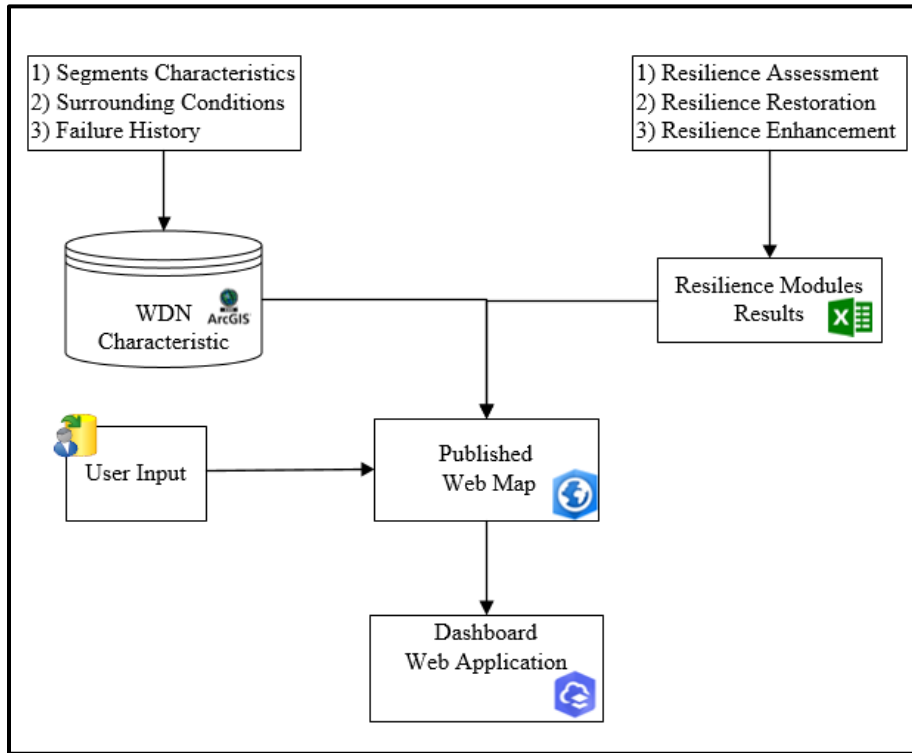 1) Segments Characteristics
2) Surrounding Conditions
3) Failure History
1) Resilience Assessment
2) Resilience Restoration
3) Resilience Enhancement
WDN
Characteristic
ArcGIS
Resilience Modules
Results
X
User Input
Published
Web Map
Dashboard
Web Application